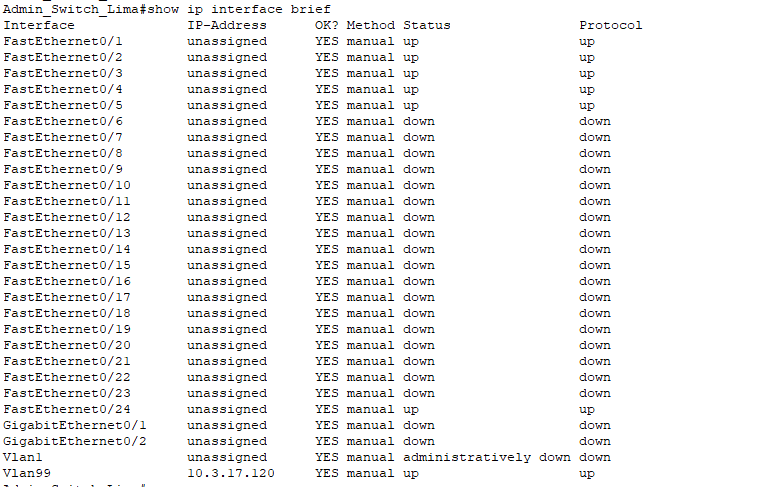 Admin_Switch_Lima#show ip interface brief
Interface              IP-Address      OK? Method Status                Protocol
FastEthernet0/1        unassigned      YES manual up                    up
FastEthernet0/2        unassigned      YES manual up                    up
FastEthernet0/3        unassigned      YES manual up                    up
FastEthernet0/4        unassigned      YES manual up                    up
FastEthernet0/5        unassigned      YES manual up                    up
FastEthernet0/6        unassigned      YES manual down                  down
FastEthernet0/7        unassigned      YES manual down                  down
FastEthernet0/8        unassigned      YES manual down                  down
FastEthernet0/9        unassigned      YES manual down                  down
FastEthernet0/10       unassigned      YES manual down                  down
FastEthernet0/11       unassigned      YES manual down                  down
FastEthernet0/12       unassigned      YES manual down                  down
FastEthernet0/13       unassigned      YES manual down                  down
FastEthernet0/14       unassigned      YES manual down                  down
FastEthernet0/15       unassigned      YES manual down                  down
FastEthernet0/16       unassigned      YES manual down                  down
FastEthernet0/17       unassigned      YES manual down                  down
FastEthernet0/18       unassigned      YES manual down                  down
FastEthernet0/19       unassigned      YES manual down                  down
FastEthernet0/20       unassigned      YES manual down                  down
FastEthernet0/21       unassigned      YES manual down                  down
FastEthernet0/22       unassigned      YES manual down                  down
FastEthernet0/23       unassigned      YES manual down                  down
FastEthernet0/24       unassigned      YES manual up                    up
GigabitEthernet0/1     unassigned      YES manual down                  down
GigabitEthernet0/2     unassigned      YES manual down                  down
Vlan1                  unassigned      YES manual administratively down down
Vlan99                 10.3.17.120     YES manual up                    up